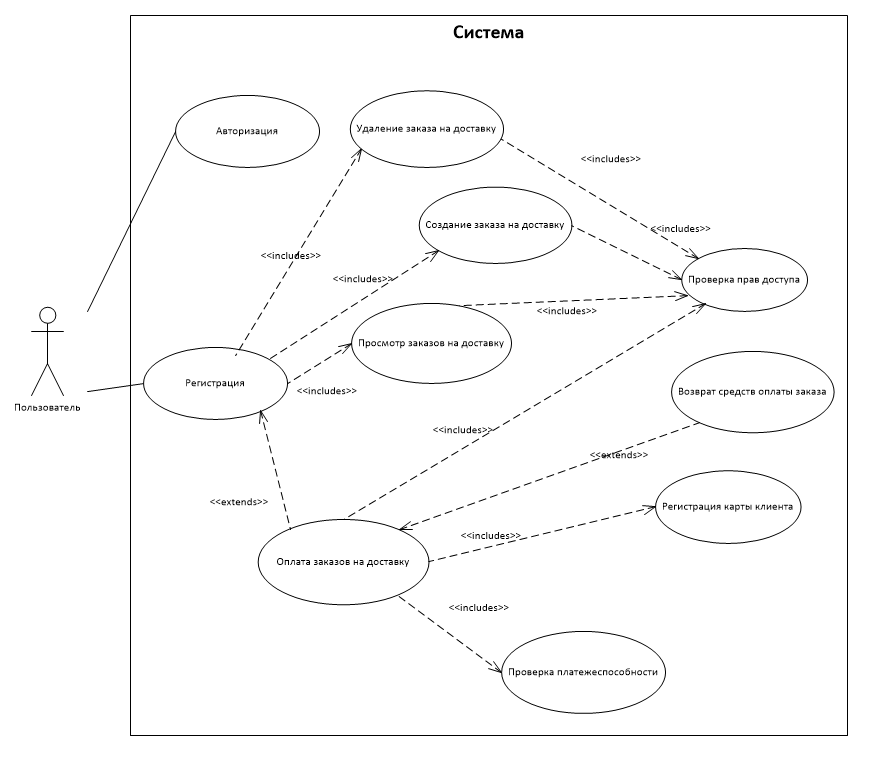 Система
Авторизация
Удаление заказа на доставку
<<includes>>
Создание заказа на доставку
<<includes>>
<<includes>>
<<includes>>
Проверка прав доступа
<<includes>>
Просмотр заказов на доставку
Регистрация
<<includes>>
Возврат средств оплаты заказа
Пользователь
<<includes>>
<<extends>>
<<extends>>
Регистрация карты клиента
<<includes>>
Оплата заказов на доставку
<<includes>>
Проверка платежеспособности